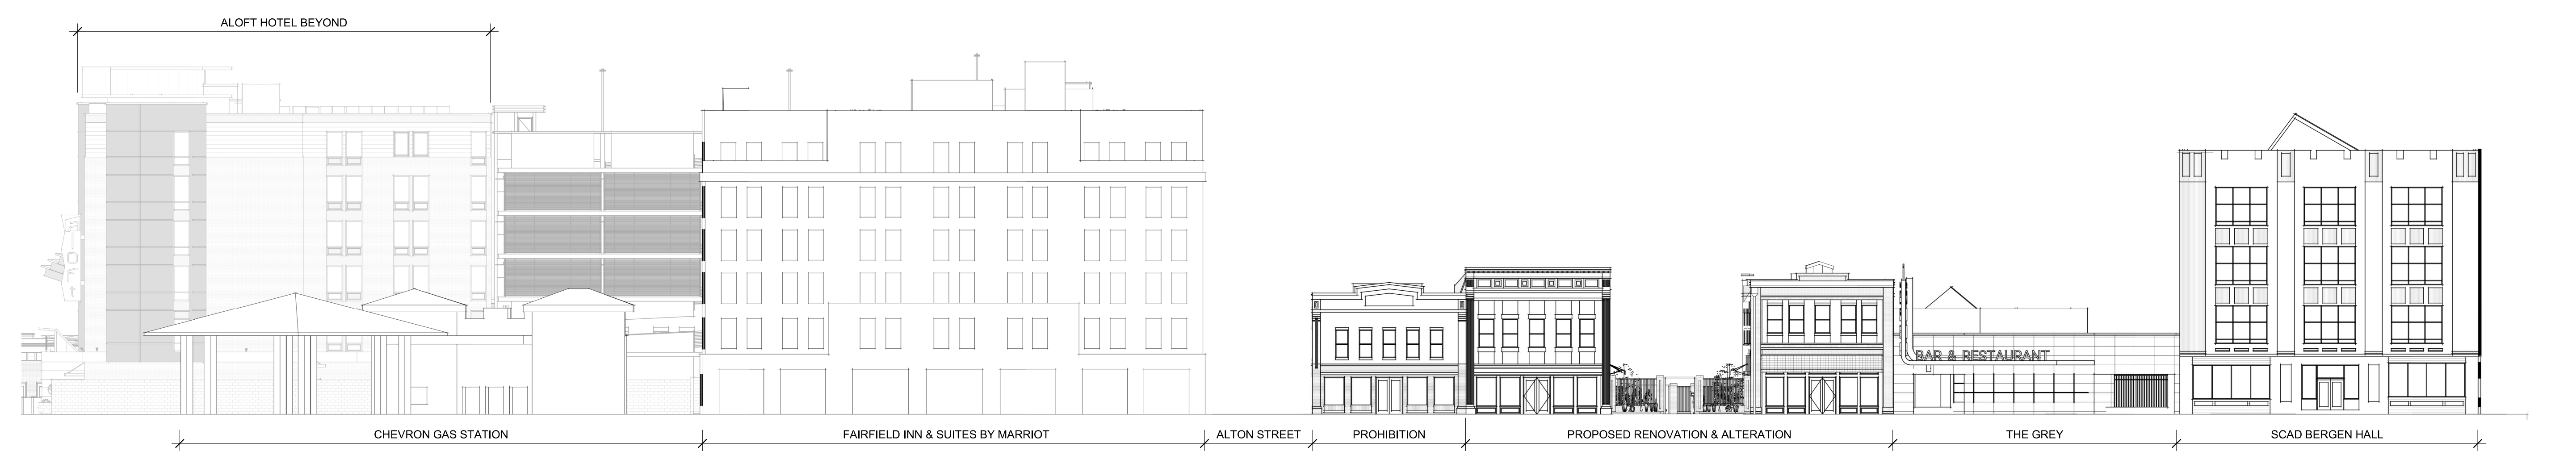 ALOFT HOTEL BEYOND
aloft
BAR & RESTAURANT
CHEVRON GAS STATION
FAIRFIELD INN & SUITES BY MARRIOT
ALTON STREET
PROHIBITION
PROPOSED RENOVATION & ALTERATION
THE GREY
SCAD BERGEN HALL